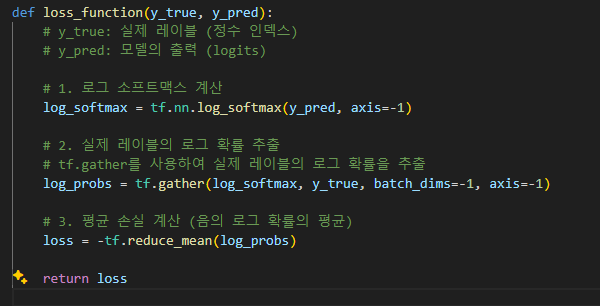 def loss_function(y_true, y_pred):
# y_true: 실제 레이블 (정수 인덱스)
# y_pred: 모델의 출력 (logits)
# 1. 로그 소프트맥스 계산
log_softmax = tf.nn.log_softmax(y_pred, axis=-1)
# 2. 실제 레이블의 로그 확률 추출
# tf.gather를 사용하여 실제 레이블의 로그 확률을 추출
log_probs = tf.gather(log_softmax, y_true, batch_dims=-1, axis=-1)
# 3. 평균 손실 계산 (음의 로그 확률의 평균)
loss = -tf.reduce_mean(log_probs)
return loss